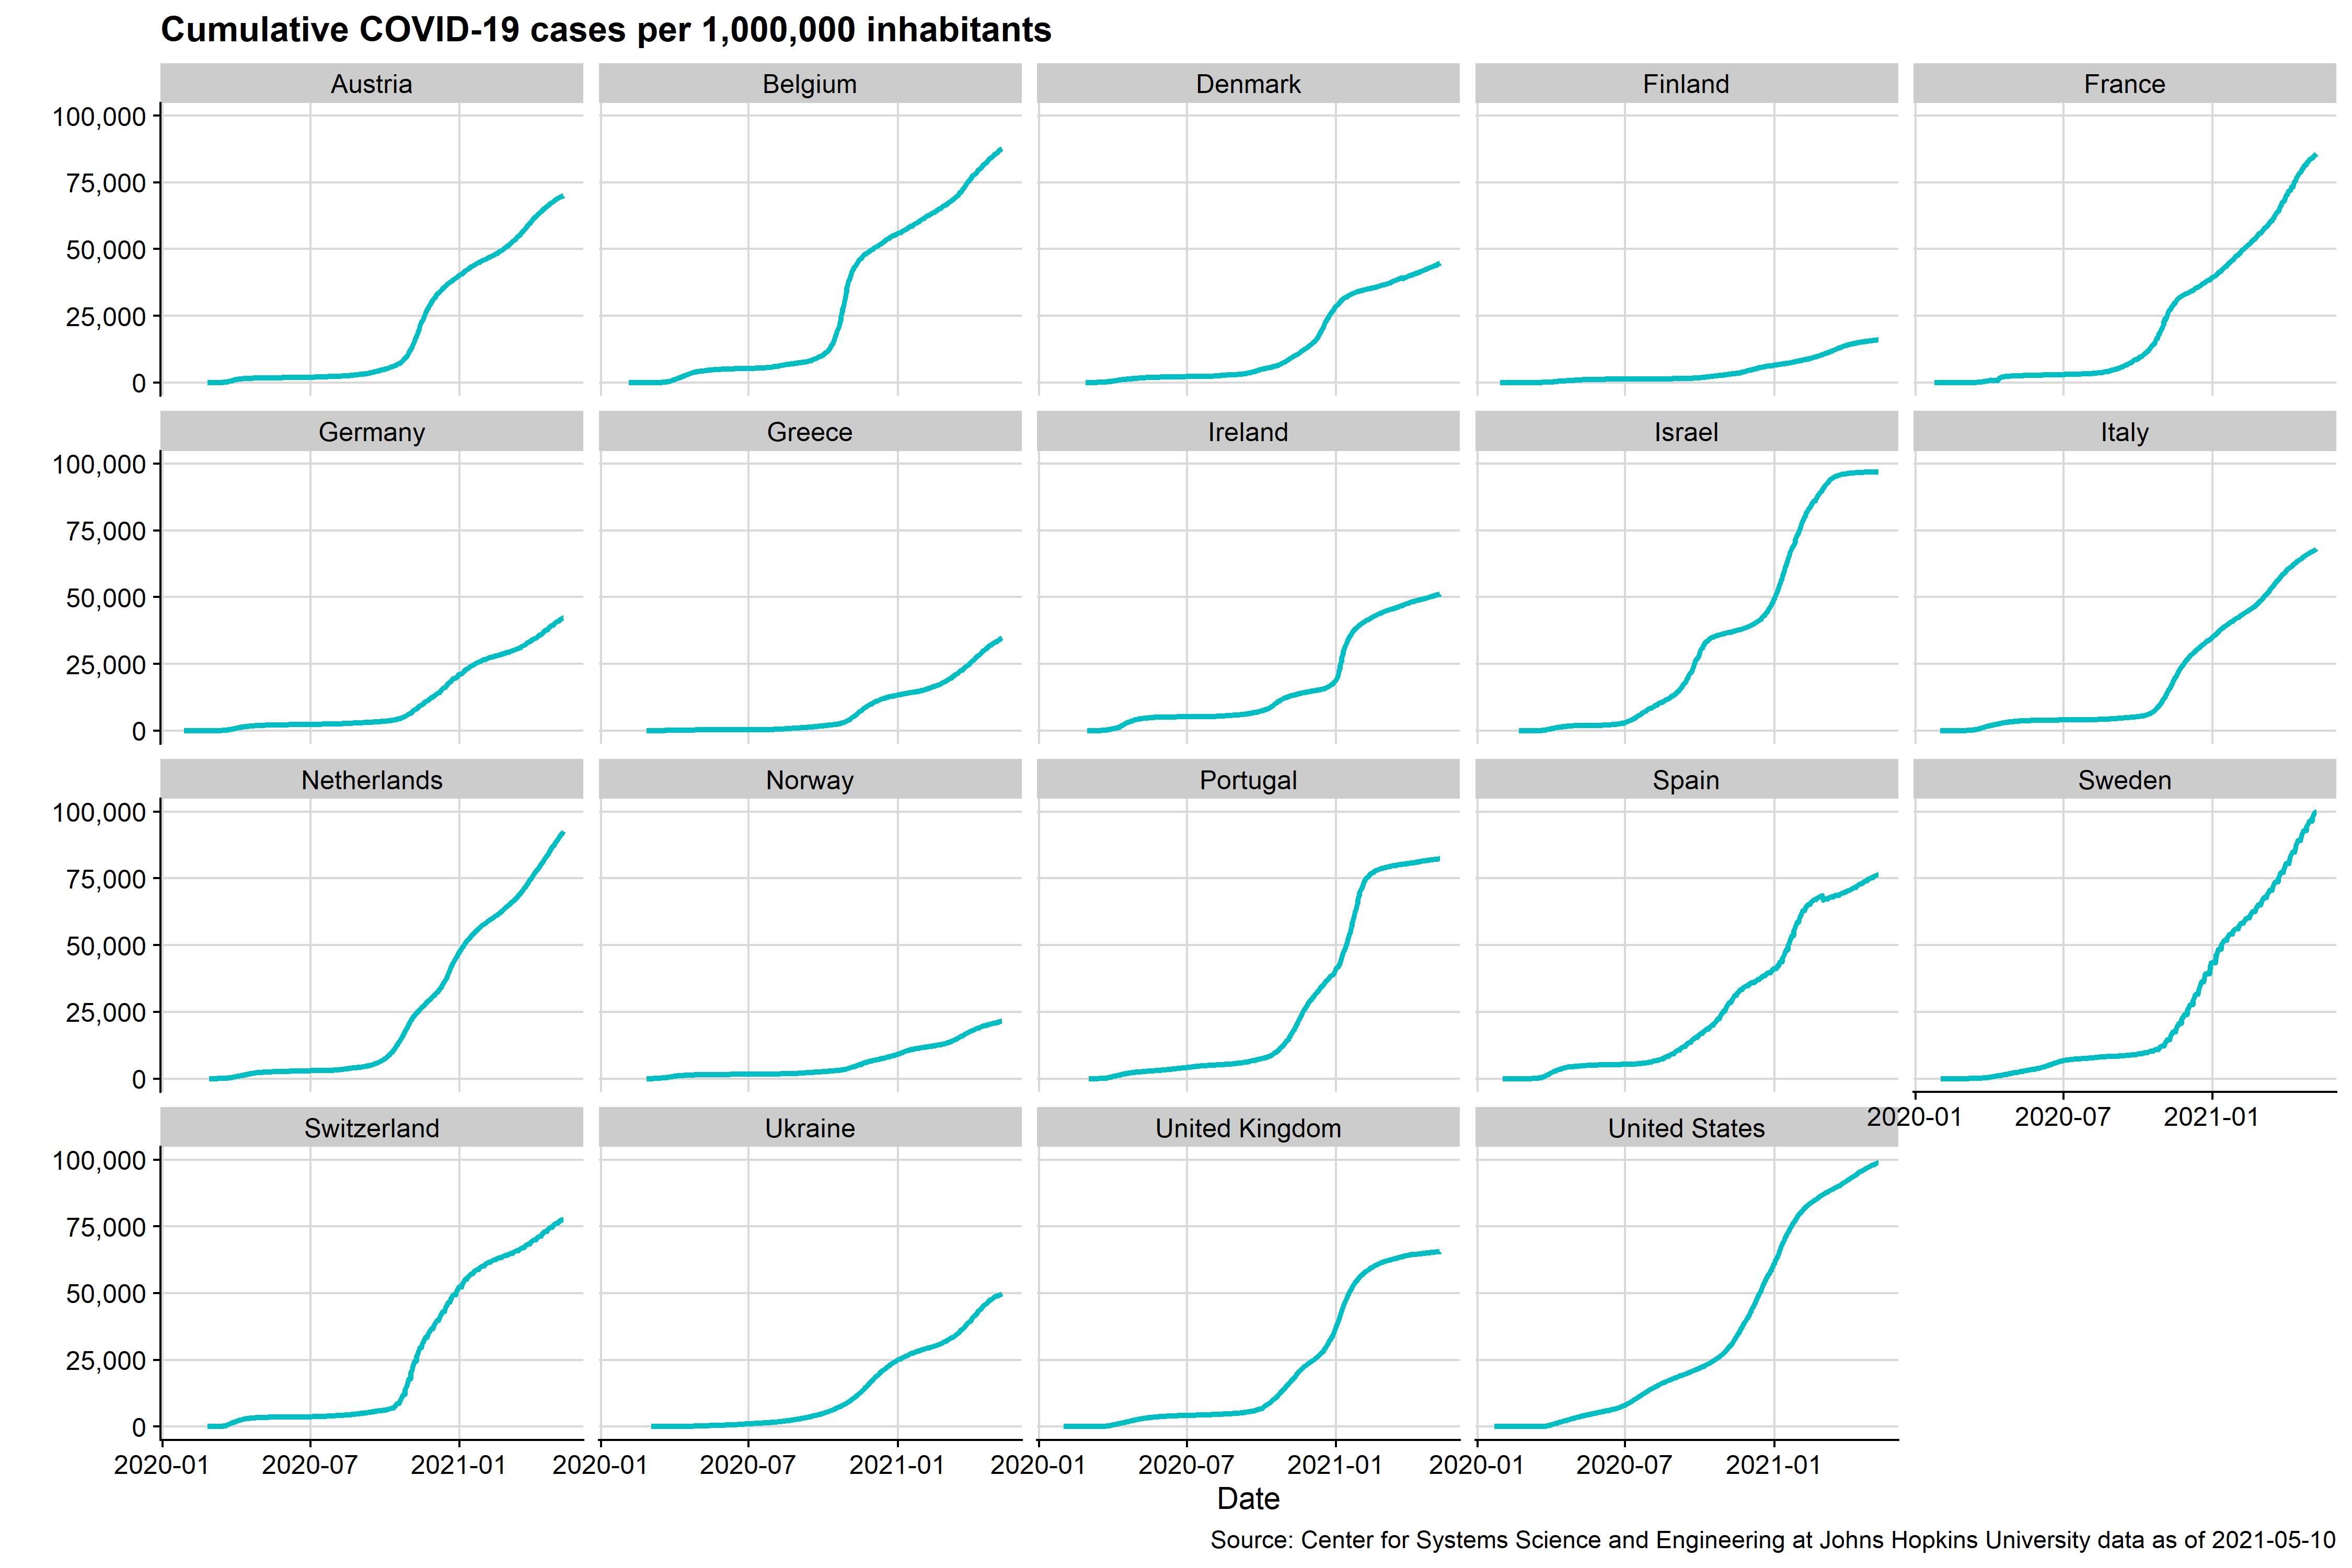 Cumulative COVID-19 cases per 1,000,000 inhabitants
Austria Belgium Denmark Finland France
100,000
75,000
50,000
25,000
0
Germany Greece Ireland Israel Italy
100,000
75,000
50,000
25,000
0
Netherlands Norway Portugal Spain Sweden
100,000
75,000
50,000
25,000
0
2020-01 2020-07 2021-01
Switzerland Ukraine United Kingdom United States
100,000
75,000
50,000
25,000
0
2020-01 2020-07 2021-01 2020-01 2020-07 2021-01 2020-01 2020-07 2021-01 2020-01 2020-07 2021-01
Date
Source: Center for Systems Science and Engineering at Johns Hopkins University data as of 2021-05-10